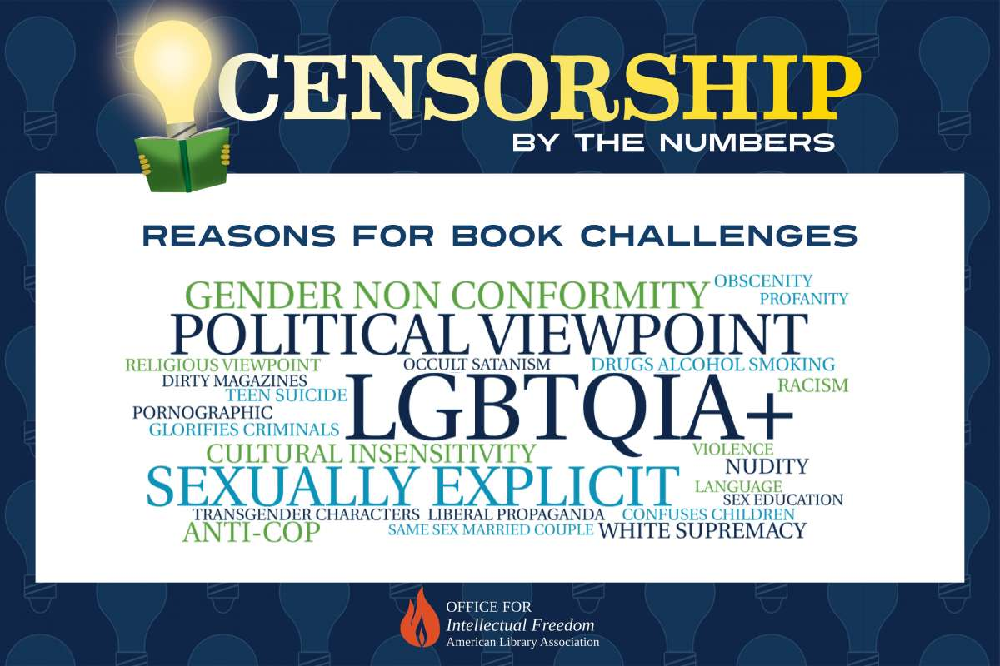 CENSORSHIP
BY THE NUMBERS
REASONS FOR BOOK CHALLENGES
GENDER NON CONFORMITY
OBSCENITY
PROFANITY
POLITICAL VIEWPOINT
RELIGIOUS VIEWPOINT
OCCULT SATANISM
DRUGS ALCOHOL SMOKING
DIRTY MAGAZINES
TEEN SUICIDE
LGBTQIA+
RACISM
PORNOGRAPHIC
GLORIFIES CRIMINALS
CULTURAL INSENSITIVITY
VIOLENCE
NUDITY
SEXUALLY EXPLICIT
LANGUAGE
SEX EDUCATION
TRANSGENDER CHARACTERS
LIBERAL PROPAGANDA
CONFUSES CHILDREN
ANTI-COP
SAME SEX MARRIED COUPLE
WHITE SUPREMACY
OFFICE FOR
Intellectual Freedom
American Library Association